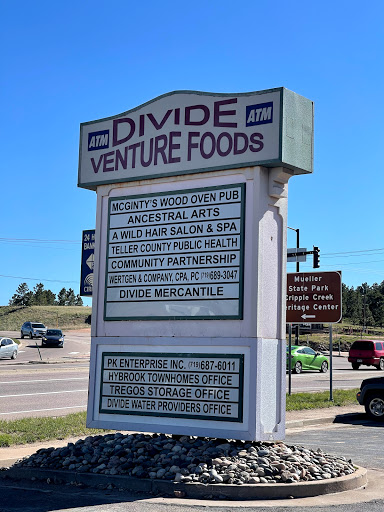 ATM DIVIDE ATM
VENTURE FOODS
MCGINTY'S WOOD OVEN PUB
ANCESTRAL ARTS
A WILD HAIR SALON & SPA
TELLER COUNTY PUBLIC HEALTH
COMMUNITY PARTNERSHIP
WERTGEN & COMPANY, CPA, PC (719) 689-3047
DIVIDE MERCANTILE
PK ENTERPRISE INC. (719) 687-6011
HYBROOK TOWNHOMES OFFICE
TREGOS STORAGE OFFICE
DIVIDE WATER PROVIDERS OFFICE
24 H
BAN
Mueller
State Park
Cripple Creek
Heritage Center